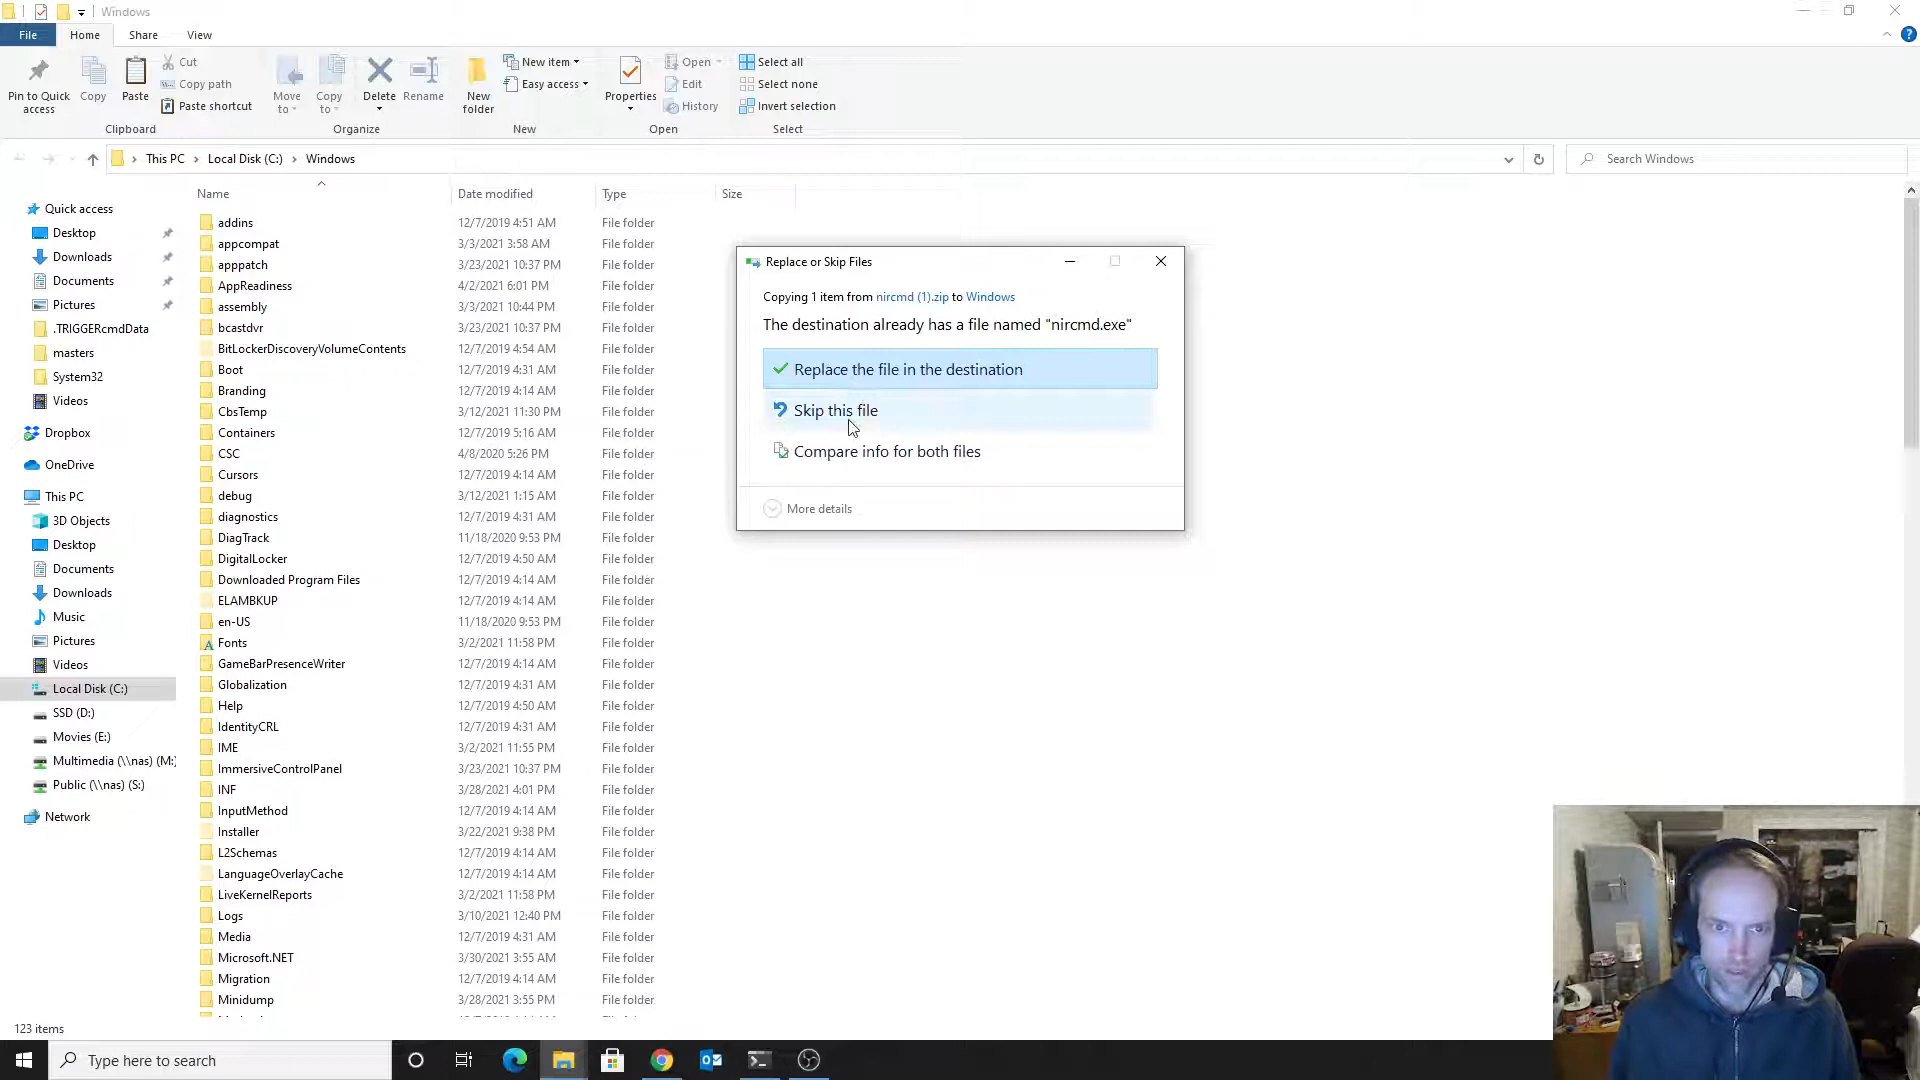 Windows
File
Home
Share
View
Pin to Quick access
Copy
Paste
Cut
Copy path
Paste shortcut
Clipboard
Move to
Copy to
Delete
Rename
Organize
New folder
New item
Easy access
New
Properties
Open
Edit
History
Open
Select all
Select none
Invert selection
Select
This PC > Local Disk (C:) > Windows
Search Windows
Name
Date modified
Type
Size
Quick access
Desktop
Downloads
Documents
Pictures
.TRIGGERcmdData
masters
System32
Videos
Dropbox
OneDrive
This PC
3D Objects
Desktop
Documents
Downloads
Music
Pictures
Videos
Local Disk (C:)
SSD (D:)
Movies (E:)
Multimedia (\\nas) (M:)
Public (\\nas) (S:)
Network
addins 12/7/2019 4:51 AM File folder
appcompat 3/3/2021 3:58 AM File folder
apppatch 3/23/2021 10:37 PM File folder
AppReadiness 4/2/2021 6:01 PM File folder
assembly 3/3/2021 10:44 PM File folder
bcastdvr 3/23/2021 10:37 PM File folder
BitLockerDiscoveryVolumeContents 12/7/2019 4:54 AM File folder
Boot 12/7/2019 4:31 AM File folder
Branding 12/7/2019 4:14 AM File folder
CbsTemp 3/12/2021 11:30 PM File folder
Containers 12/7/2019 5:16 AM File folder
CSC 4/8/2020 5:26 PM File folder
Cursors 12/7/2019 4:14 AM File folder
debug 3/12/2021 1:15 AM File folder
diagnostics 12/7/2019 4:31 AM File folder
DiagTrack 11/18/2020 9:53 PM File folder
DigitalLocker 12/7/2019 4:50 AM File folder
Downloaded Program Files 12/7/2019 4:14 AM File folder
ELAMBKUP 12/7/2019 4:14 AM File folder
en-US 11/18/2020 9:53 PM File folder
Fonts 3/2/2021 11:58 PM File folder
GameBarPresenceWriter 12/7/2019 4:14 AM File folder
Globalization 12/7/2019 4:31 AM File folder
Help 12/7/2019 4:50 AM File folder
IdentityCRL 12/7/2019 4:31 AM File folder
IME 3/2/2021 11:55 PM File folder
ImmersiveControlPanel 3/23/2021 10:37 PM File folder
INF 3/28/2021 4:01 PM File folder
InputMethod 12/7/2019 4:14 AM File folder
Installer 3/22/2021 9:38 PM File folder
L2Schemas 12/7/2019 4:14 AM File folder
LanguageOverlayCache 12/7/2019 4:14 AM File folder
LiveKernelReports 3/2/2021 11:58 PM File folder
Logs 3/10/2021 12:40 PM File folder
Media 12/7/2019 4:31 AM File folder
Microsoft.NET 3/30/2021 3:55 AM File folder
Migration 12/7/2019 4:14 AM File folder
Minidump 3/28/2021 3:55 PM File folder
Replace or Skip Files
Copying 1 item from nircmd (1).zip to Windows
The destination already has a file named "nircmd.exe"
Replace the file in the destination
Skip this file
Compare info for both files
More details
123 items
Type here to search